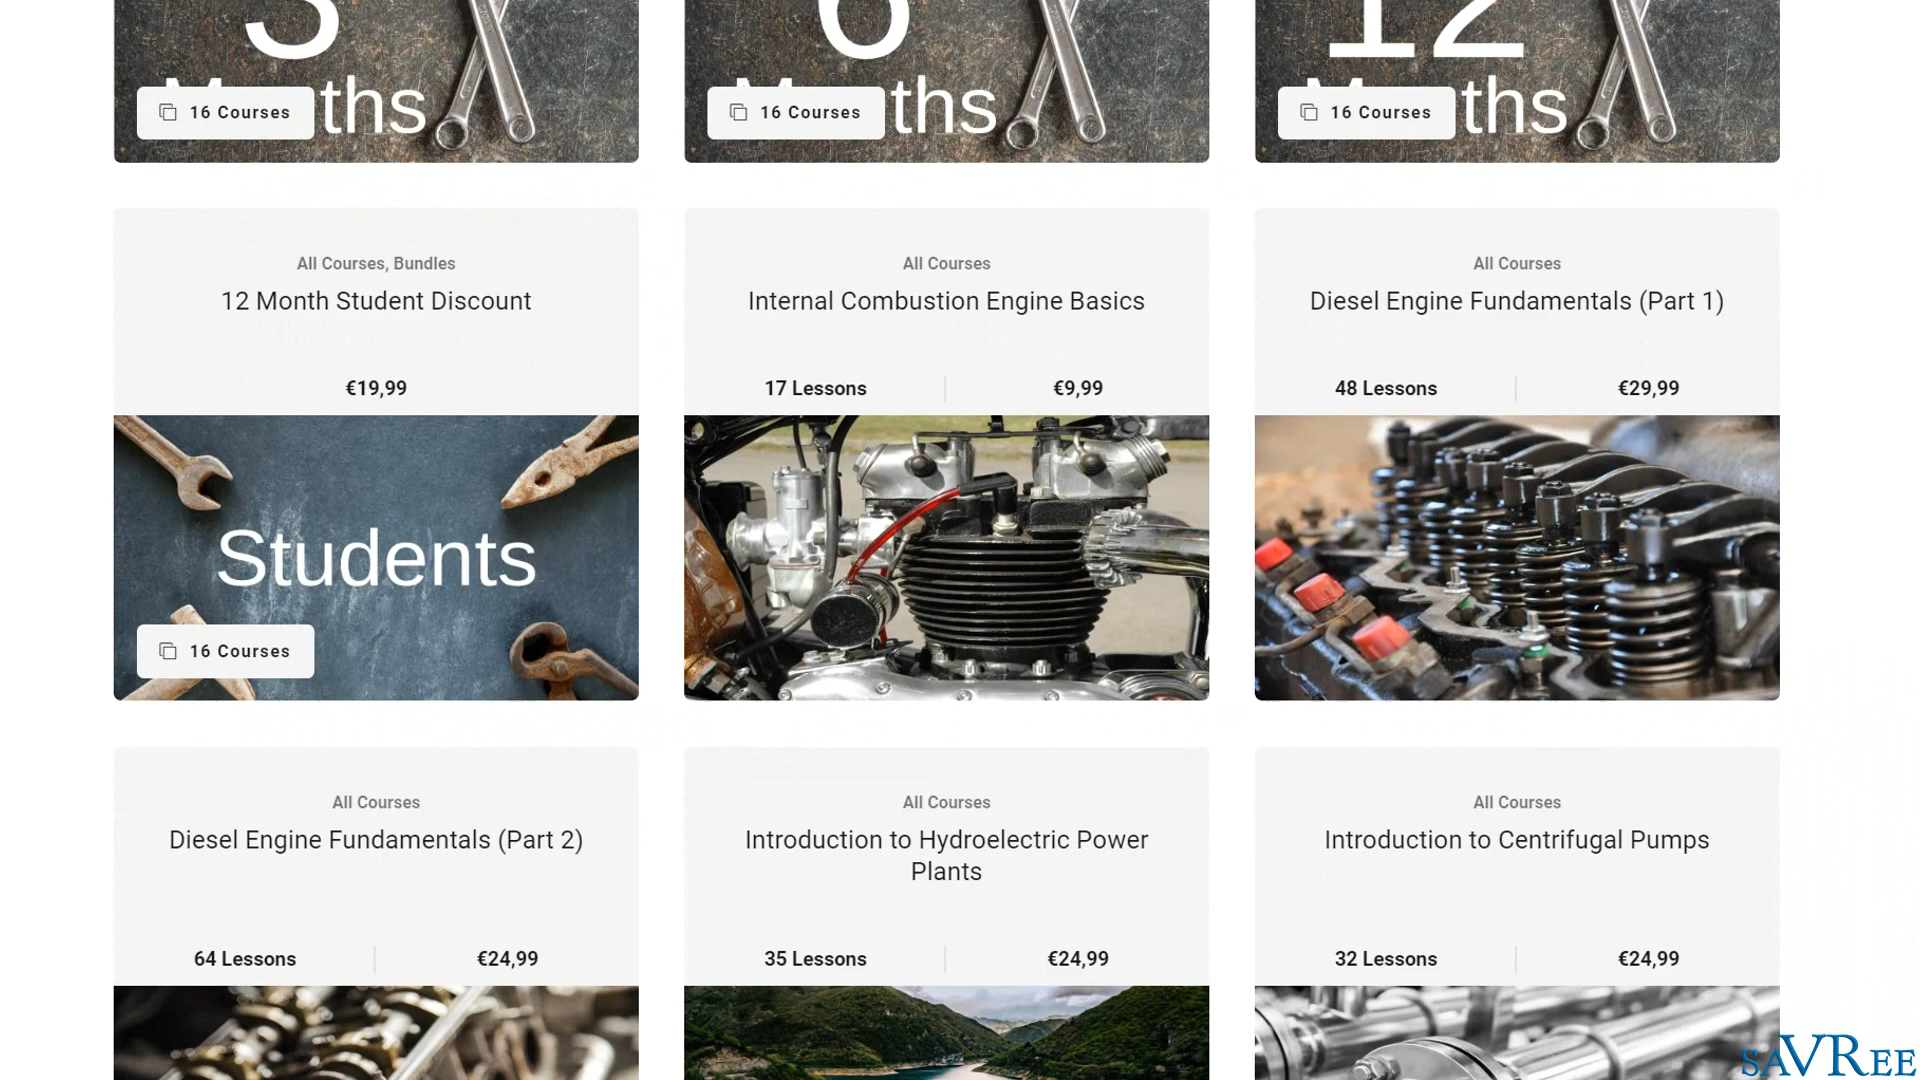 3
6
12
ths
ths
ths
16 Courses
16 Courses
16 Courses
All Courses, Bundles
12 Month Student Discount
€19,99
Students
16 Courses
All Courses
Internal Combustion Engine Basics
17 Lessons
€9,99
All Courses
Diesel Engine Fundamentals (Part 1)
48 Lessons
€29,99
All Courses
Diesel Engine Fundamentals (Part 2)
64 Lessons
€24,99
All Courses
Introduction to Hydroelectric Power
Plants
35 Lessons
€24,99
All Courses
Introduction to Centrifugal Pumps
32 Lessons
€24,99
saVRee